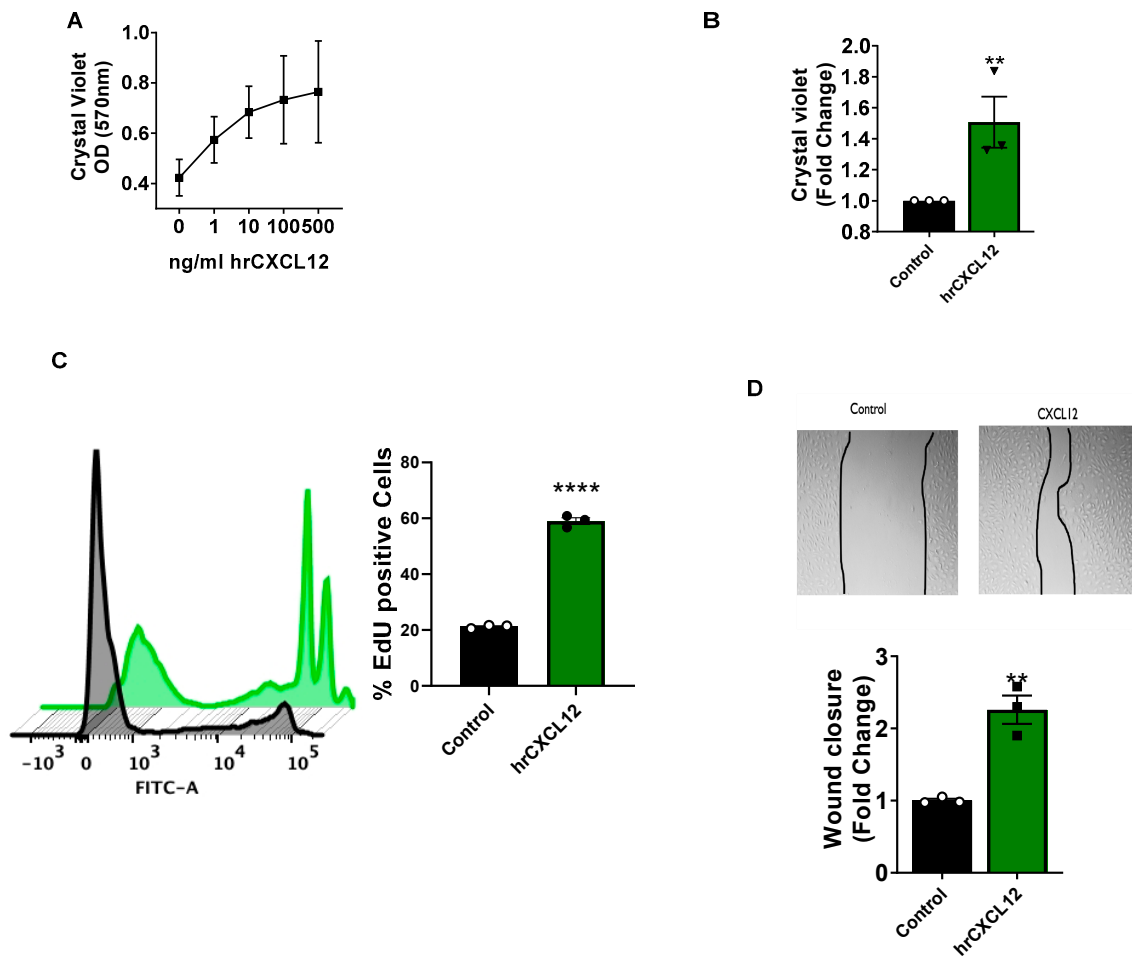 A
Crystal Violet
OD (570nm)
1.0
0.8
0.6
0.4
0 1 10 100 500
ng/ml hrCXCL12
B
Crystal violet
(Fold Change)
2.0
1.8
1.6
1.4
1.2
1.0
0.8
**
Control
hrCXCL12
C
−10³ 0 10³ 10⁴ 10⁵
FITC-A
% EdU positive Cells
80
60
40
20
0
****
Control
hrCXCL12
D
Control
CXCL12
Wound closure
(Fold Change)
3
2
1
0
**
Control
hrCXCL12